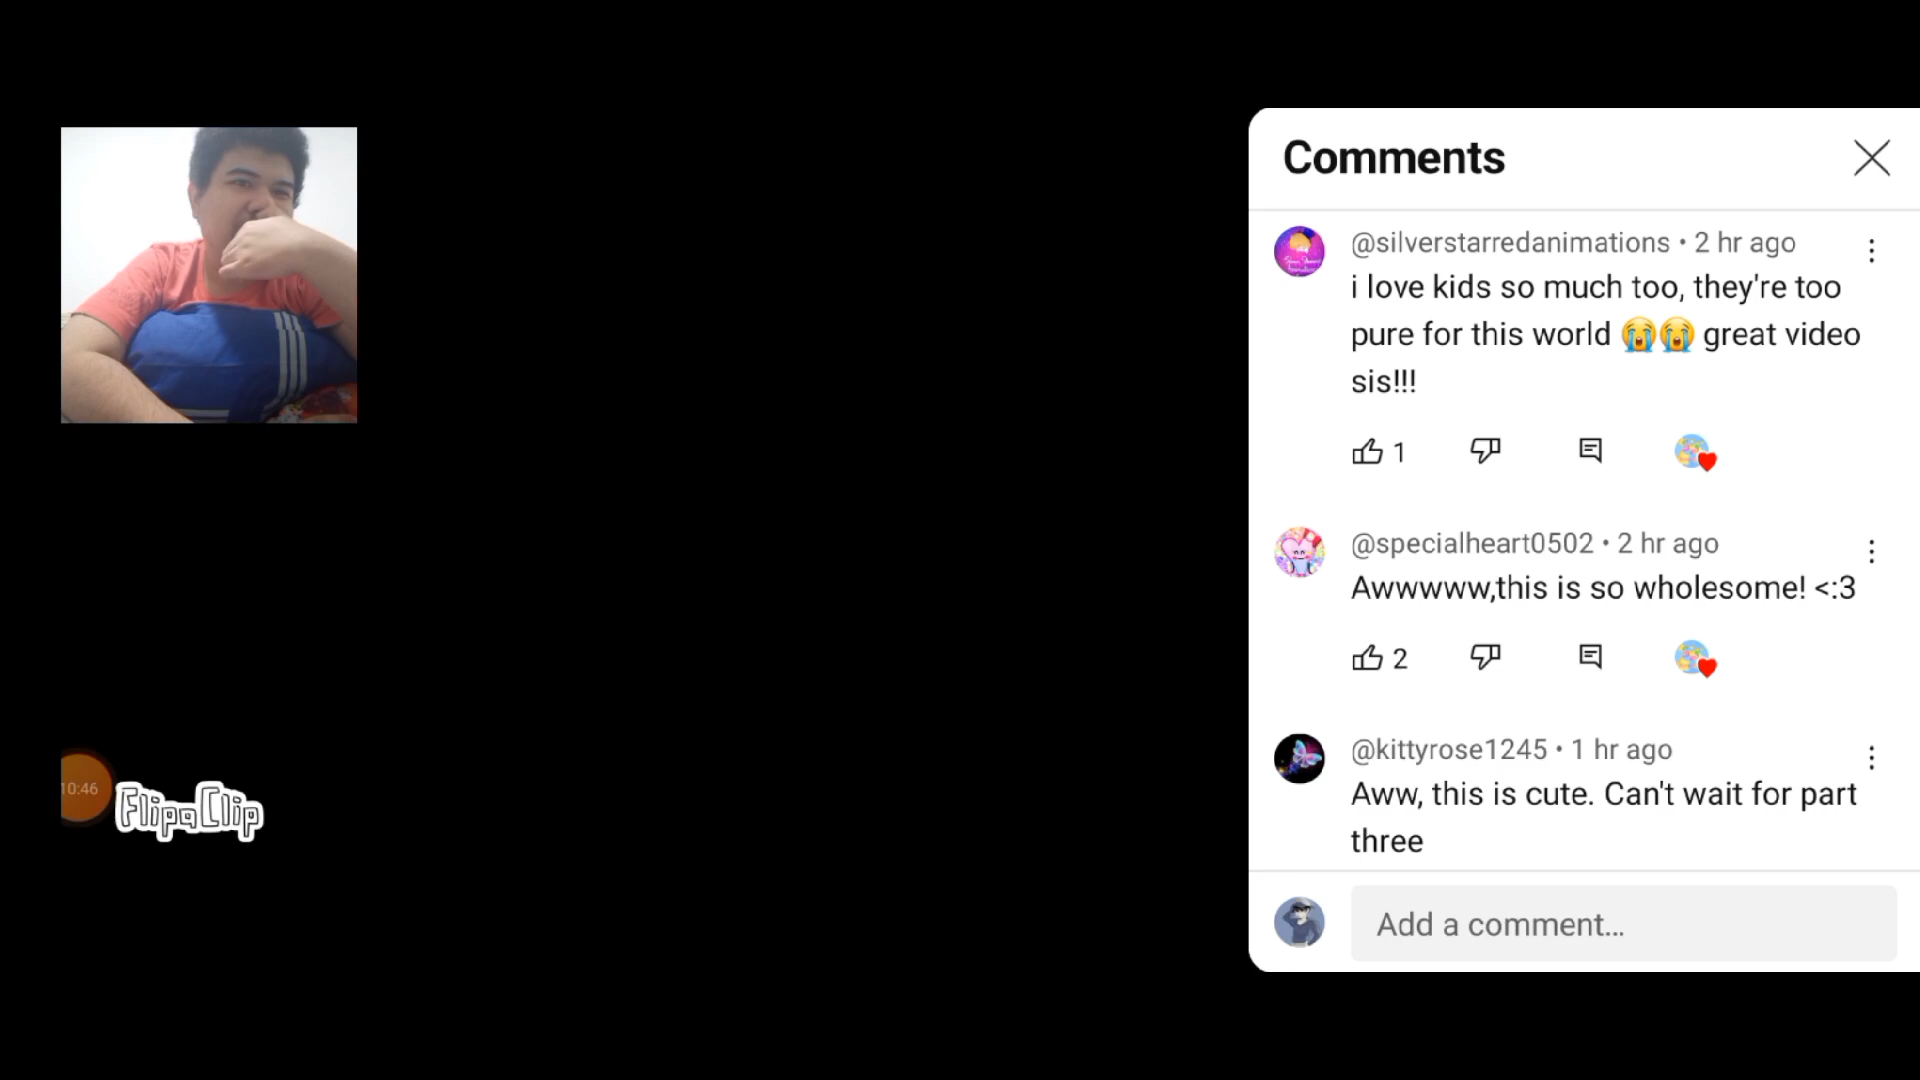 Comments
@silverstarredanimations • 2 hr ago
i love kids so much too, they're too
pure for this world 😭😭 great video
sis!!!
1
@specialheart0502 • 2 hr ago
Awwwww,this is so wholesome! <:3
2
@kittyrose1245 • 1 hr ago
Aww, this is cute. Can't wait for part
three
Add a comment...
10:46
FlipaClip